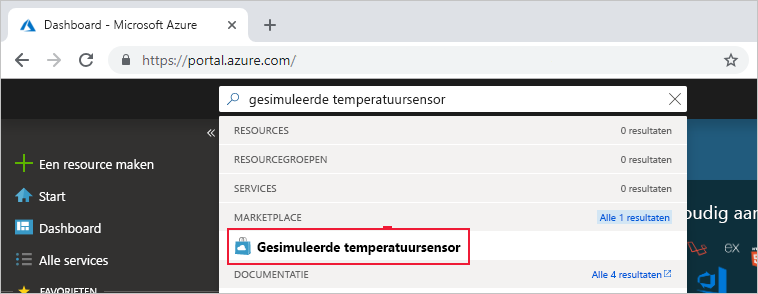 Dashboard - Microsoft Azure
https://portal.azure.com/
gesimuleerde temperatuursensor
RESOURCES 0 resultaten
RESOURCEGROEPEN 0 resultaten
SERVICES 0 resultaten
MARKETPLACE Alle 1 resultaten
Gesimuleerde temperatuursensor
DOCUMENTATIE Alle 4 resultaten
Een resource maken
Start
Dashboard
Alle services
FAVORIETEN
oudig aan
ex